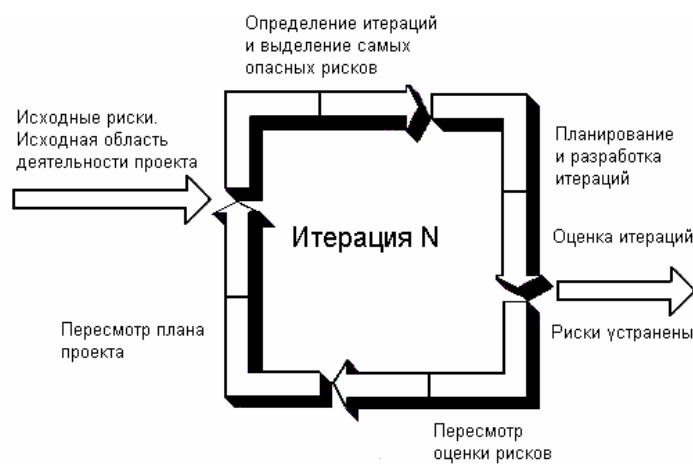 Определение итераций
и выделение самых
опасных рисков
Исходные риски.
Исходная область
деятельности проекта
Планирование
и разработка
итераций
Итерация N
Оценка итераций
Риски устранены
Пересмотр плана
проекта
Пересмотр
оценки рисков